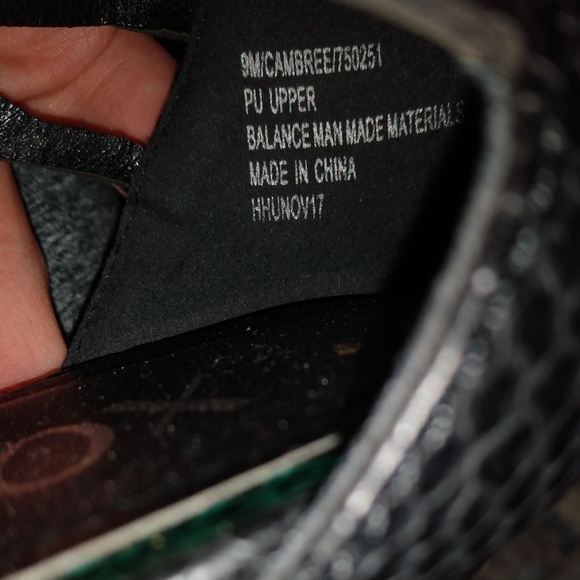 9M/CAMBREE/750251
PU UPPER
BALANCE MAN MADE MATERIALS
MADE IN CHINA
HHUNOV17